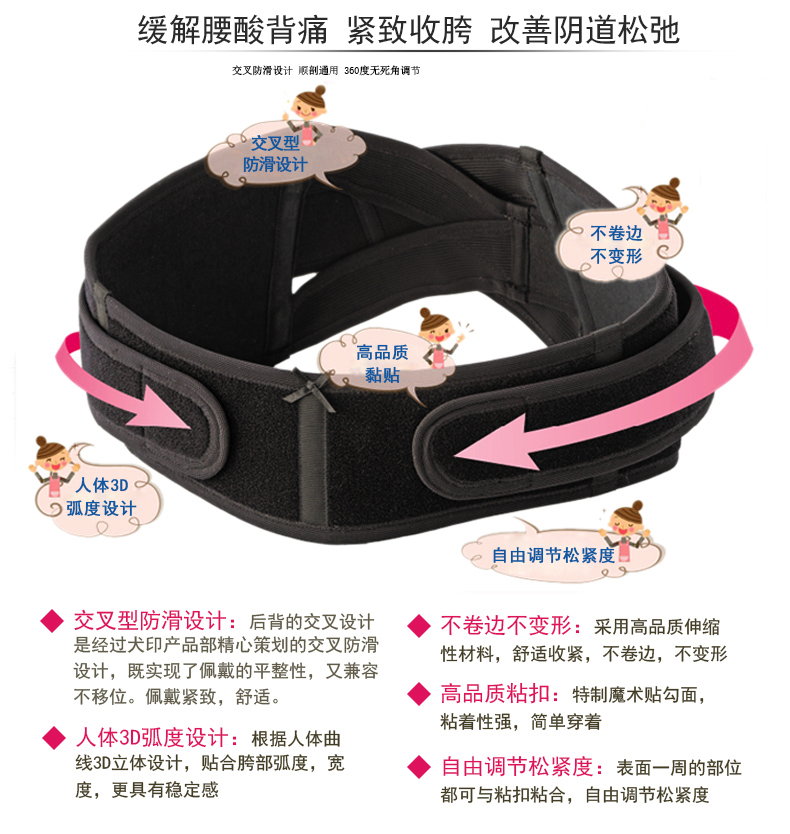 缓解腰酸背痛 紧致收胯 改善阴道松弛
交叉防滑设计 顺剖通用 360度无死角调节
交叉型
防滑设计
不卷边
不变形
高品质
黏贴
人体3D
弧度设计
自由调节松紧度
交叉型防滑设计：后背的交叉设计
是经过犬印产品部精心策划的交叉防滑
设计，既实现了佩戴的平整性，又兼容
不移位。佩戴紧致，舒适。
人体3D弧度设计：根据人体曲
线3D立体设计，贴合胯部弧度，宽
度，更具有稳定感
不卷边不变形：采用高品质伸缩
性材料，舒适收紧，不卷边，不变形
高品质粘扣：特制魔术贴勾面，
粘着性强，简单穿着
自由调节松紧度：表面一周的部位
都可与粘扣粘合，自由调节松紧度